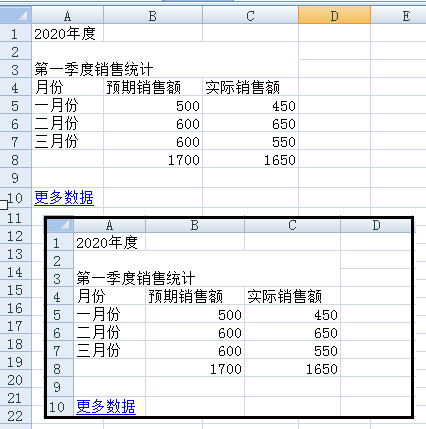 A B C D E
1 2020年度
2
3 第一季度销售统计
4 月份 预期销售额 实际销售额
5 一月份 500 450
6 二月份 600 650
7 三月份 600 550
8 1700 1650
9
10 更多数据
11
12
13
14
15
16
17
18
19
20
21
22
A B C D
1 2020年度
2
3 第一季度销售统计
4 月份 预期销售额 实际销售额
5 一月份 500 450
6 二月份 600 650
7 三月份 600 550
8 1700 1650
9
10 更多数据